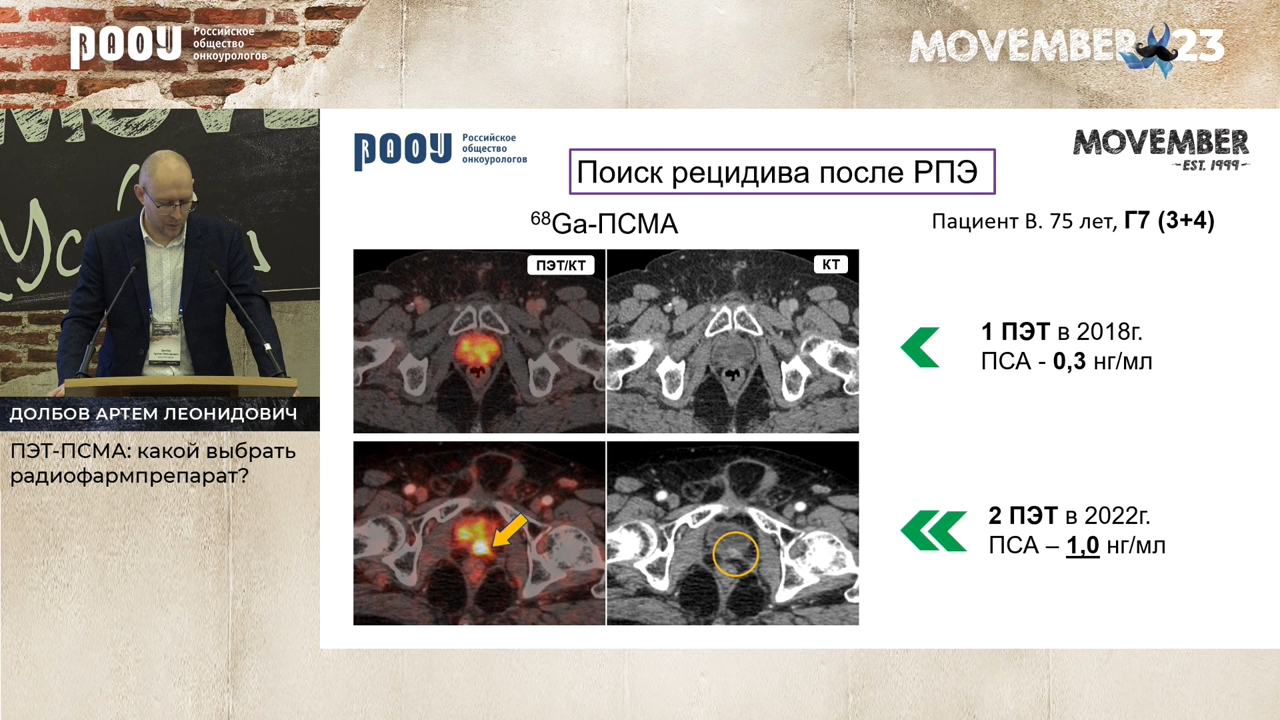 РАОУ Российское
общество
онкоурологов
MOVEMBER 23
РАОУ Российское
общество
онкоурологов
MOVEMBER
-EST. 1999-
Поиск рецидива после РПЭ
⁶⁸Ga-ПСМА
Пациент В. 75 лет, Г7 (3+4)
ПЭТ/КТ
КТ
1 ПЭТ в 2018г.
ПСА - 0,3 нг/мл
2 ПЭТ в 2022г.
ПСА – 1,0 нг/мл
ДОЛБОВ АРТЕМ ЛЕОНИДОВИЧ
ПЭТ-ПСМА: какой выбрать
радиофармпрепарат?